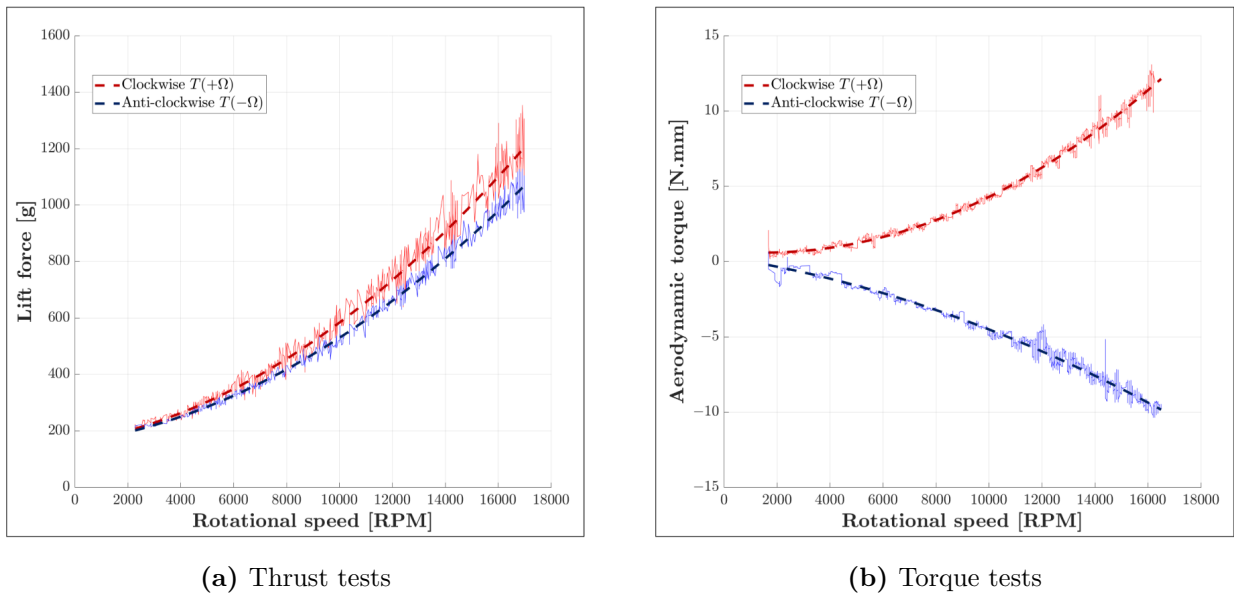 1600
1400
1200
1000
800
600
400
200
0
Lift force [g]
Clockwise T(+Ω)
Anti-clockwise T(−Ω)
0 2000 4000 6000 8000 10000 12000 14000 16000 18000
Rotational speed [RPM]
(a) Thrust tests
15
10
5
0
−5
−10
−15
Aerodynamic torque [N.mm]
Clockwise T(+Ω)
Anti-clockwise T(−Ω)
0 2000 4000 6000 8000 10000 12000 14000 16000 18000
Rotational speed [RPM]
(b) Torque tests